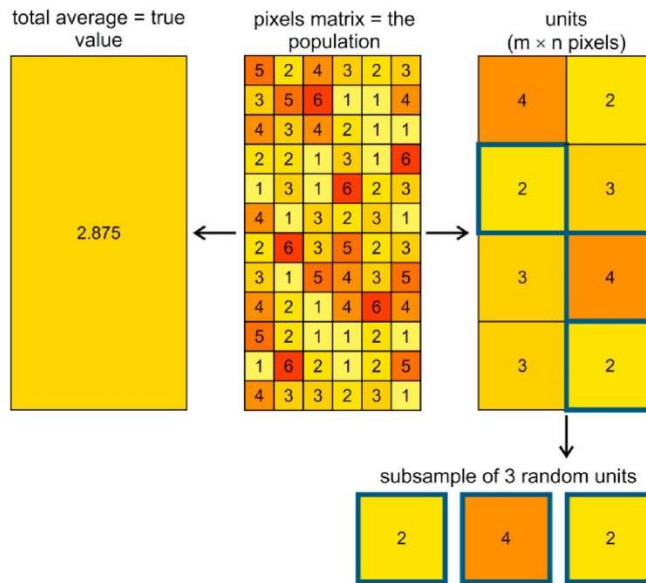 total average = true
value
pixels matrix = the
population
units
(m × n pixels)
2.875
5 2 4 3 2 3
3 5 6 1 1 4
4 3 4 2 1 1
2 2 1 3 1 6
1 3 1 6 2 3
4 1 3 2 3 1
2 6 3 5 2 3
3 1 5 4 3 5
4 2 1 4 6 4
5 2 1 1 2 1
1 6 2 1 2 5
4 3 3 2 3 1
4 2
2 3
3 4
3 2
subsample of 3 random units
2 4 2